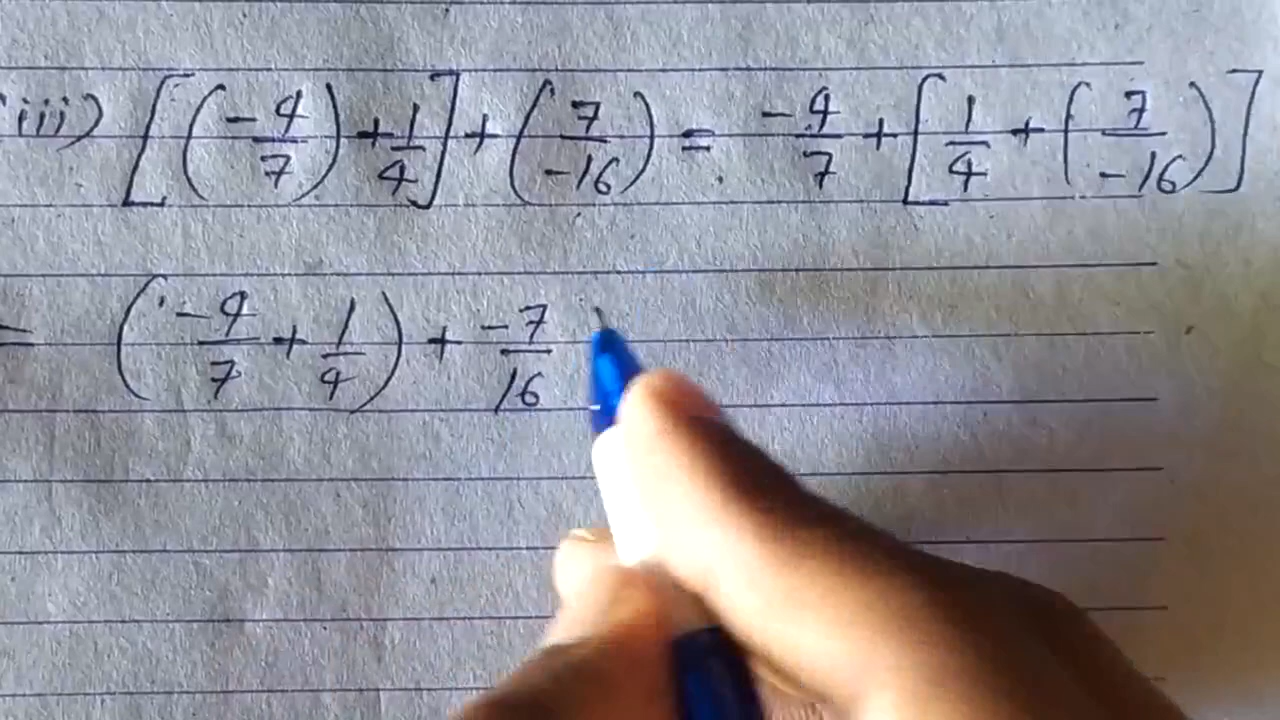 iii) [(-4/7) + 1/4] + (7/-16) = -4/7 + [1/4 + (7/-16)]
= (-4/7 + 1/4) + -7/16